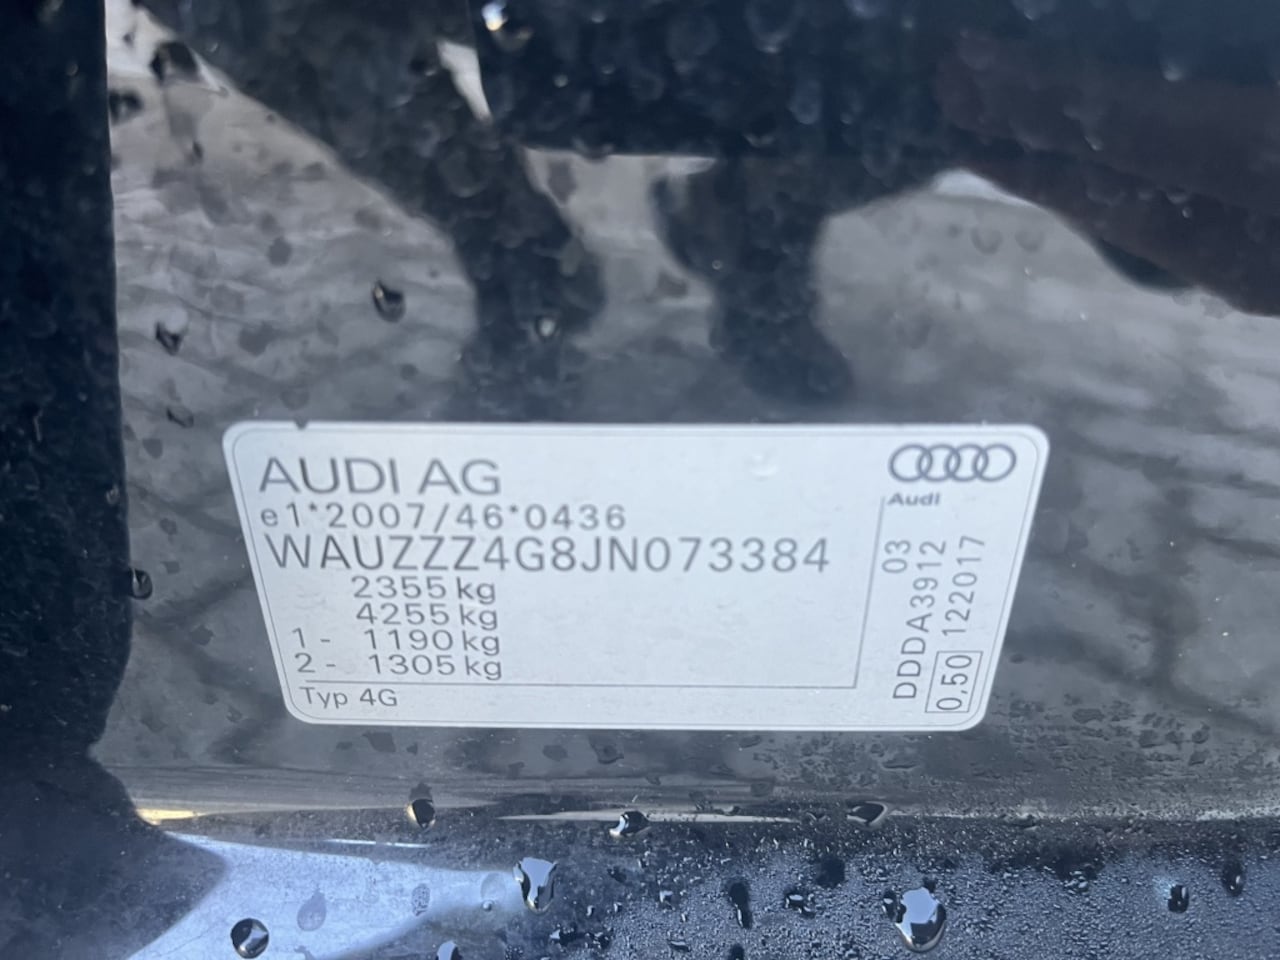 AUDI AG
e1*2007/46*0436
WAUZZZ4G8JN073384
2355 kg
4255 kg
1 - 1190 kg
2 - 1305 kg
Typ 4G
Audi
03
DDDA3912
0,50 122017